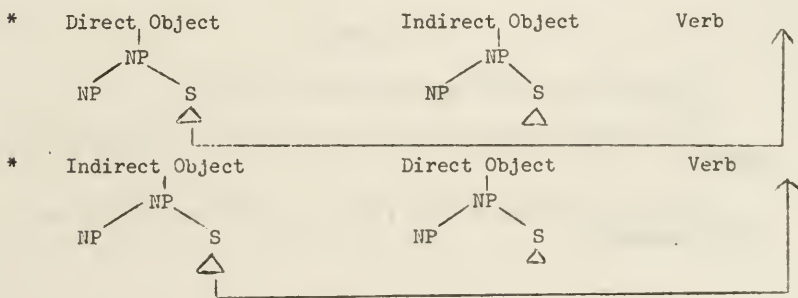 * Direct Object Indirect Object Verb
NP NP
NP S NP S
* Indirect Object Direct Object Verb
NP NP
NP S NP S